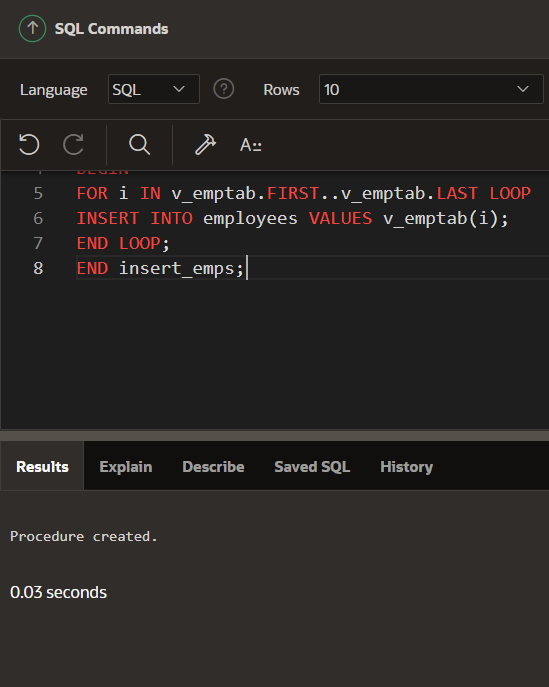 SQL Commands
Language SQL ? Rows 10
A::
BEGIN
5 FOR i IN v_emptab.FIRST..v_emptab.LAST LOOP
6 INSERT INTO employees VALUES v_emptab(i);
7 END LOOP;
8 END insert_emps;
Results Explain Describe Saved SQL History
Procedure created.
0.03 seconds